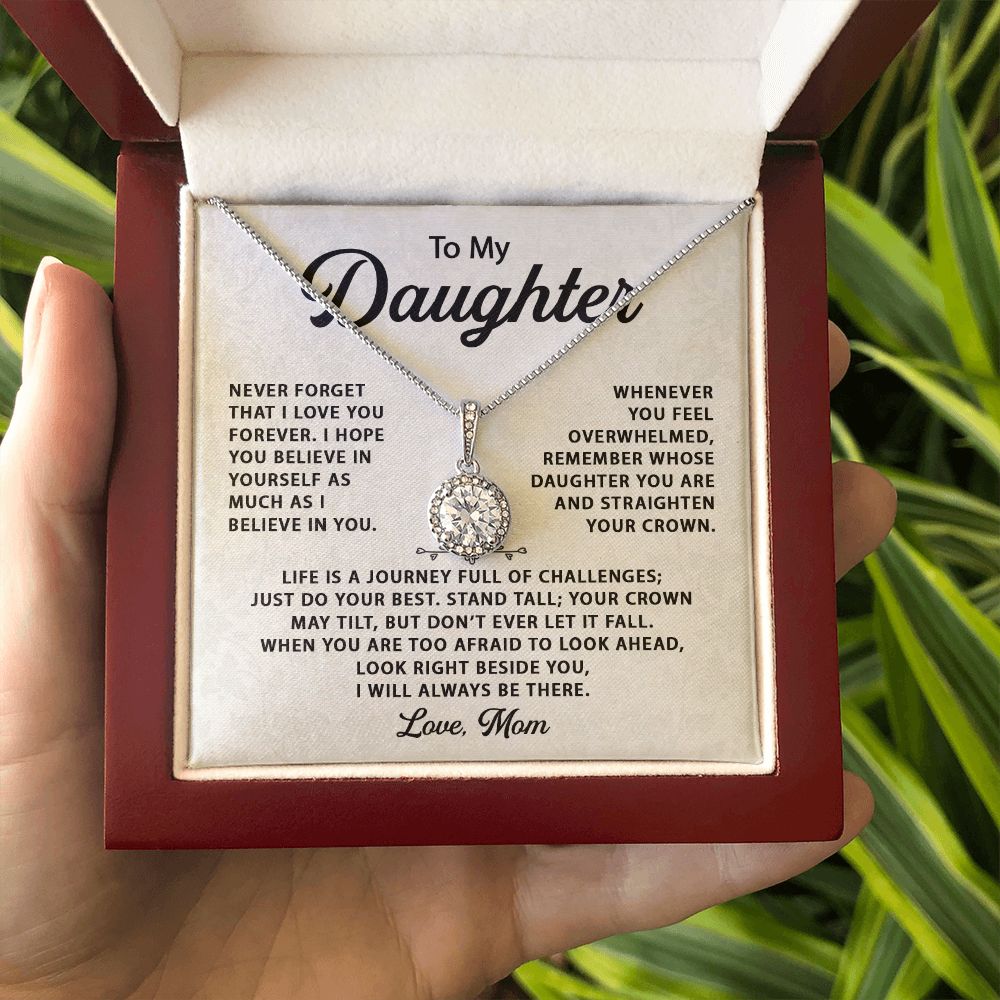 To My
Daughter
NEVER FORGET
THAT I LOVE YOU
FOREVER. I HOPE
YOU BELIEVE IN
YOURSELF AS
MUCH AS I
BELIEVE IN YOU.
WHENEVER
YOU FEEL
OVERWHELMED,
REMEMBER WHOSE
DAUGHTER YOU ARE
AND STRAIGHTEN
YOUR CROWN.
LIFE IS A JOURNEY FULL OF CHALLENGES;
JUST DO YOUR BEST. STAND TALL; YOUR CROWN
MAY TILT, BUT DON'T EVER LET IT FALL.
WHEN YOU ARE TOO AFRAID TO LOOK AHEAD,
LOOK RIGHT BESIDE YOU,
I WILL ALWAYS BE THERE.
Love, Mom